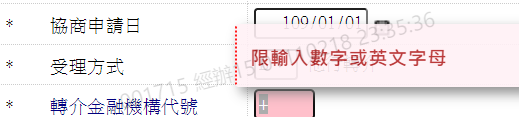 * 協商申請日 109/01/01
限輸入數字或英文字母
* 受理方式
* 轉介金融機構代號 +